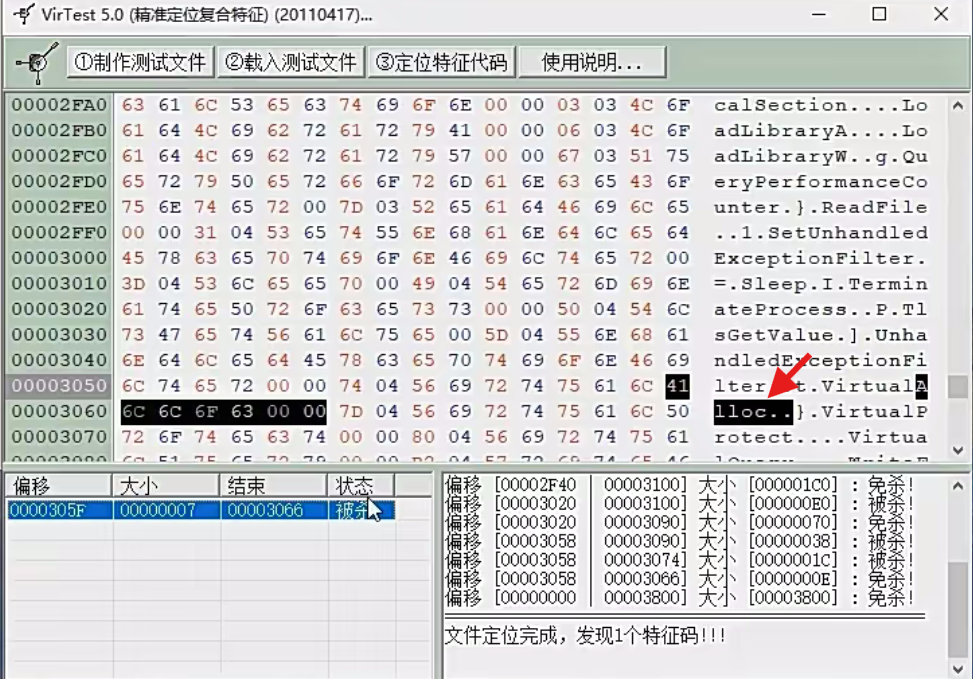 VirTest 5.0 (精准定位复合特征) (20110417)...
①制作测试文件 ②载入测试文件 ③定位特征代码 使用说明...
00002FA0 63 61 6C 53 65 63 74 69 6F 6E 00 00 03 03 4C 6F calSection....Lo
00002FB0 61 64 4C 69 62 72 61 72 79 41 00 00 06 03 4C 6F adLibraryA....Lo
00002FC0 61 64 4C 69 62 72 61 72 79 57 00 00 67 03 51 75 adLibraryW..g.Qu
00002FD0 65 72 79 50 65 72 66 6F 72 6D 61 6E 63 65 43 6F eryPerformanceCo
00002FE0 75 6E 74 65 72 00 7D 03 52 65 61 64 46 69 6C 65 unter.}.ReadFile
00002FF0 00 00 31 04 53 65 74 55 6E 68 61 6E 64 6C 65 64 ..1.SetUnhandled
00003000 45 78 63 65 70 74 69 6F 6E 46 69 6C 74 65 72 00 ExceptionFilter.
00003010 3D 04 53 6C 65 65 70 00 49 04 54 65 72 6D 69 6E =.Sleep.I.Termin
00003020 61 74 65 50 72 6F 63 65 73 73 00 00 50 04 54 6C ateProcess..P.Tl
00003030 73 47 65 74 56 61 6C 75 65 00 5D 04 55 6E 68 61 sGetValue.].Unha
00003040 6E 64 6C 65 64 45 78 63 65 70 74 69 6F 6E 46 69 ndledExceptionFi
00003050 6C 74 65 72 00 00 74 04 56 69 72 74 75 61 6C 41 lter t.VirtualA
00003060 6C 6C 6F 63 00 00 7D 04 56 69 72 74 75 61 6C 50 lloc..}.VirtualP
00003070 72 6F 74 65 63 74 00 00 80 04 56 69 72 74 75 61 rotect....Virtua
偏移 大小 结束 状态
0000305F 00000007 00003066 被杀
偏移 [00002F40 | 00003100] 大小 [000001C0] : 免杀!
偏移 [00003020 | 00003100] 大小 [000000E0] : 被杀!
偏移 [00003020 | 00003090] 大小 [00000070] : 免杀!
偏移 [00003058 | 00003090] 大小 [00000038] : 被杀!
偏移 [00003058 | 00003074] 大小 [0000001C] : 被杀!
偏移 [00003058 | 00003066] 大小 [0000000E] : 免杀!
偏移 [00000000 | 00003800] 大小 [00003800] : 免杀!
文件定位完成，发现1个特征码!!!